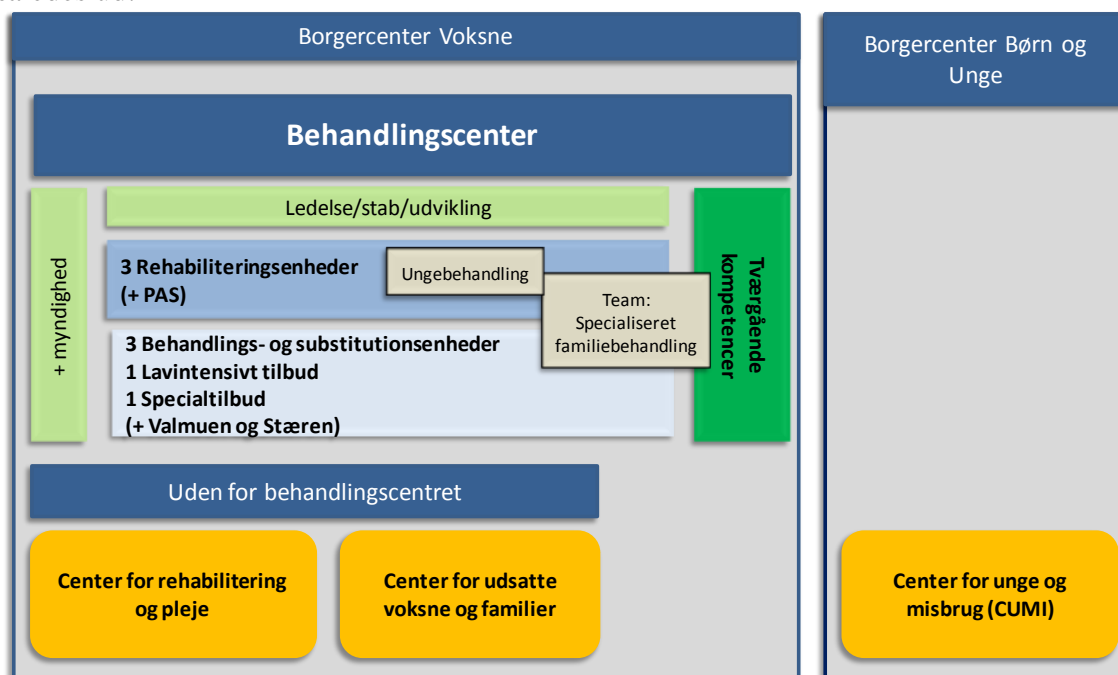 Borgercenter Voksne
Behandlingscenter
+ myndighed
Ledelse/stab/udvikling
3 Rehabiliteringsenheder
(+ PAS)
Ungebehandling
Team:
Specialiseret
familiebehandling
3 Behandlings- og substitutionsenheder
1 Lavintensivt tilbud
1 Specialtilbud
(+ Valmuen og Stæren)
Tværgående
kompetencer
Uden for behandlingscentret
Center for rehabilitering
og pleje
Center for udsatte
voksne og familier
Borgercenter Børn og
Unge
Center for unge og
misbrug (CUMI)